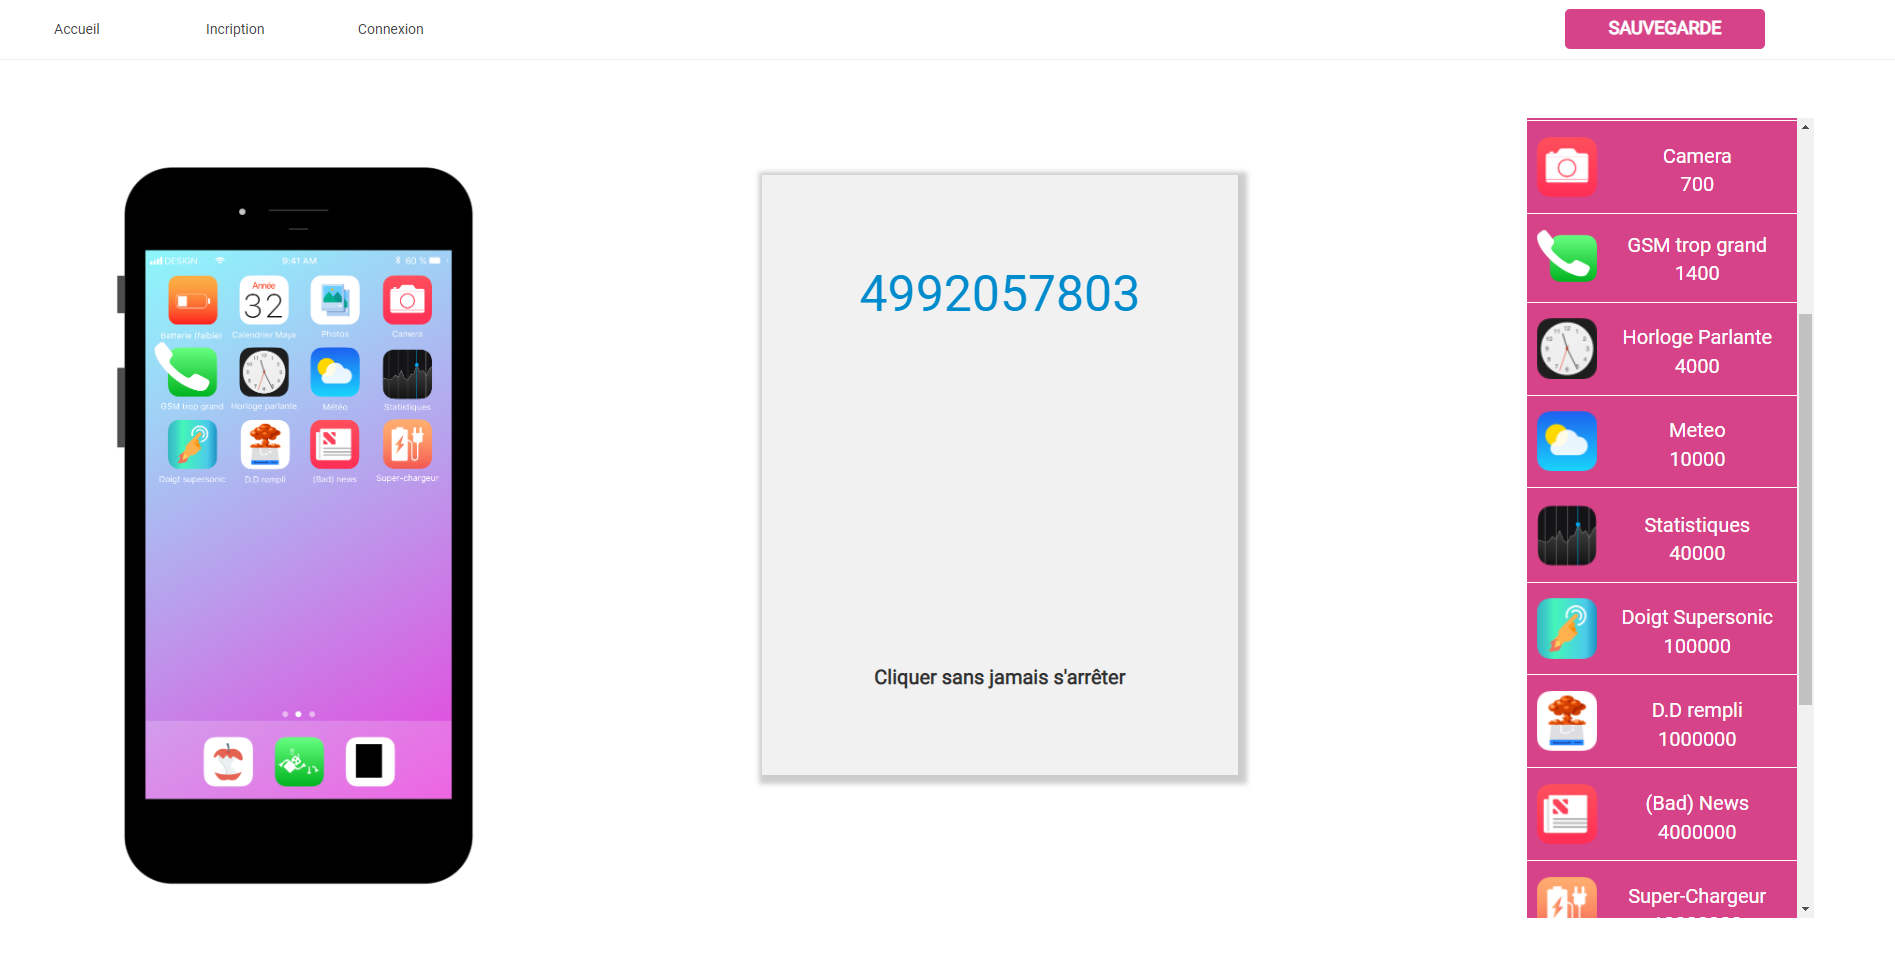 Accueil
Incription
Connexion
SAUVEGARDE
DESIGN
9:41 AM
60 %
Année
32
Batterie (faible)
Calendrier Maya
Photos
Camera
GSM trop grand
Horloge parlante
Météo
Statistiques
Doigt supersonic
D.D rempli
(Bad) news
Super-chargeur
4992057803
Cliquer sans jamais s'arrêter
Camera
700
GSM trop grand
1400
Horloge Parlante
4000
Meteo
10000
Statistiques
40000
Doigt Supersonic
100000
D.D rempli
1000000
(Bad) News
4000000
Super-Chargeur